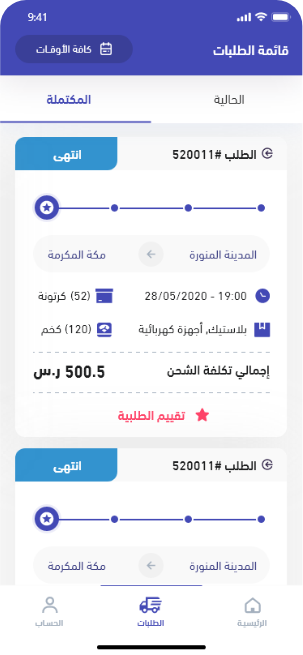 9:41
قائمة الطلبات
كافة الأوقات
الحالية
المكتملة
الطلب #520011
انتهى
المدينة المنورة
مكة المكرمة
28/05/2020 - 19:00
(52) كرتونة
بلاستيك, أجهزة كهربائية
(120) كجم
إجمالي تكلفة الشحن
500.5 ر.س
تقييم الطلبية
الطلب #520011
انتهى
المدينة المنورة
مكة المكرمة
الرئيسية
الطلبات
الحساب